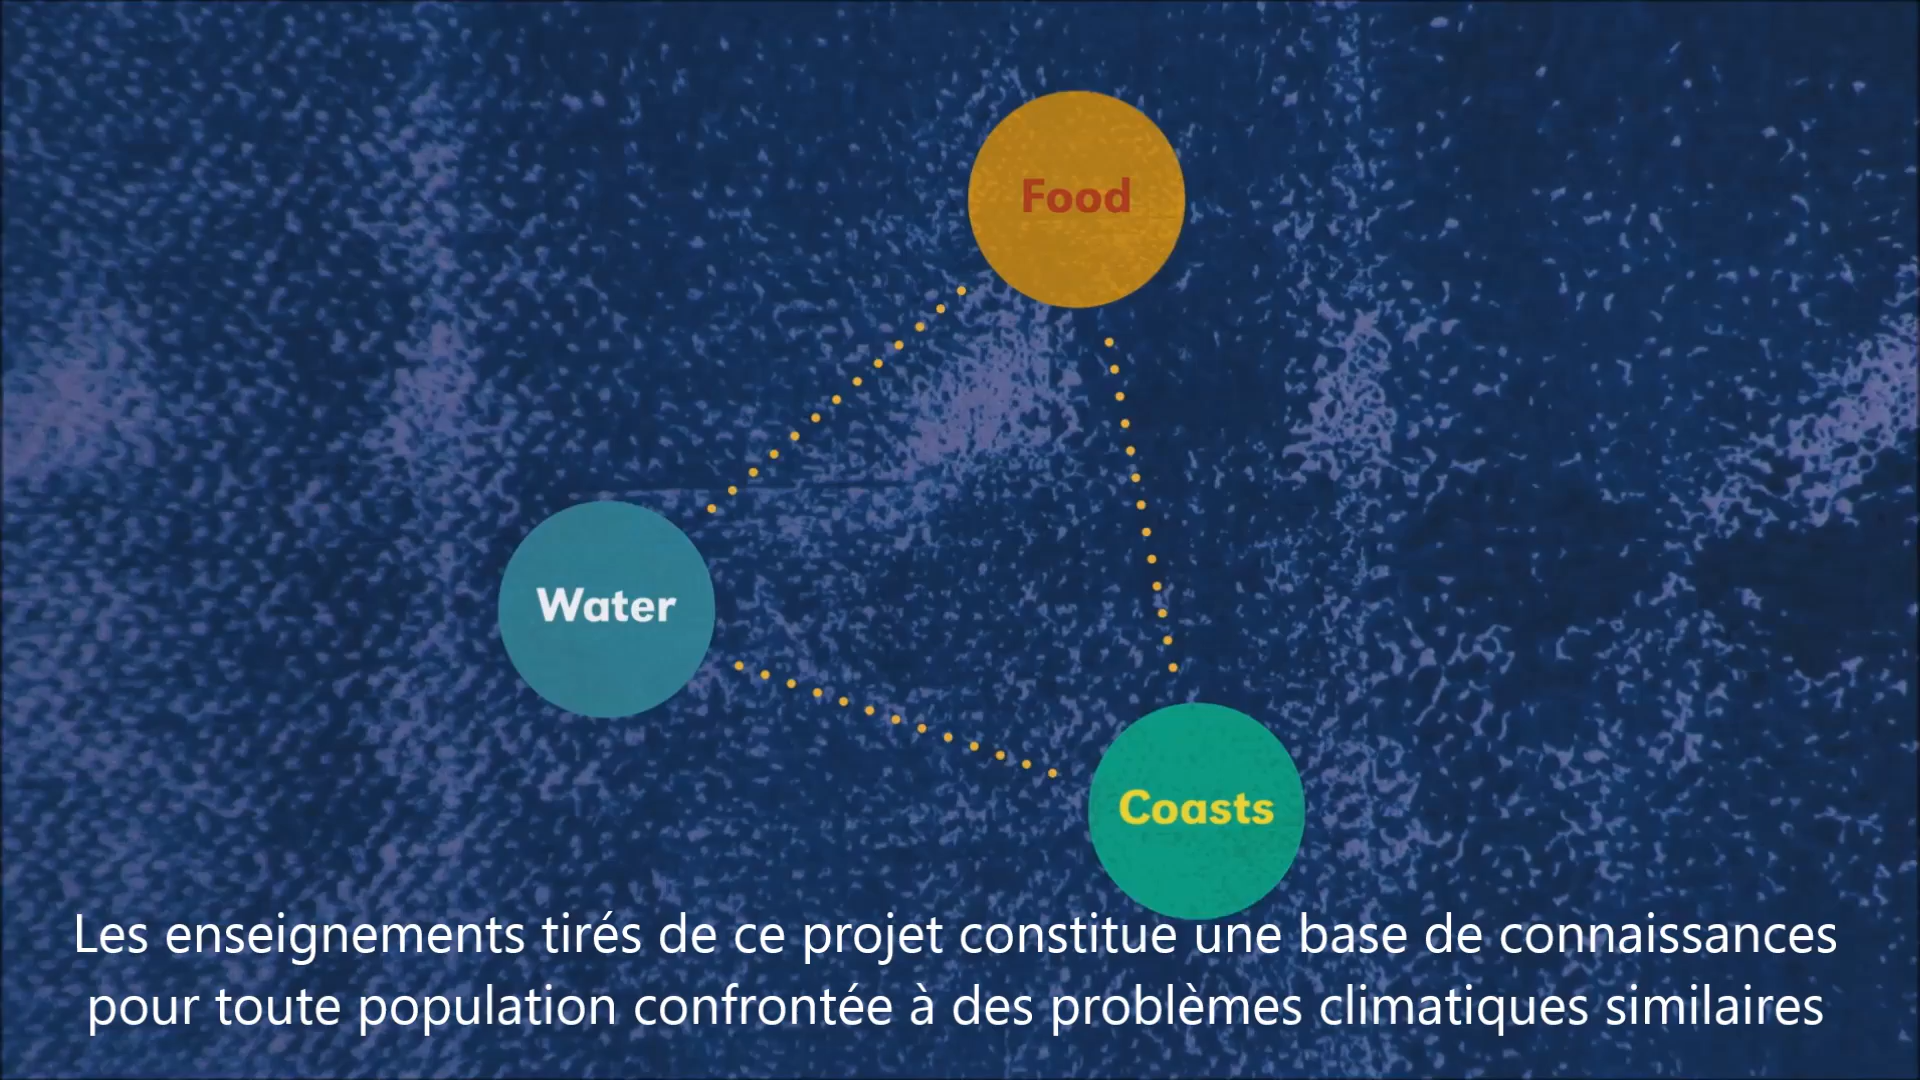 Food
Water
Coasts
Les enseignements tirés de ce projet constitue une base de connaissances
pour toute population confrontée à des problèmes climatiques similaires